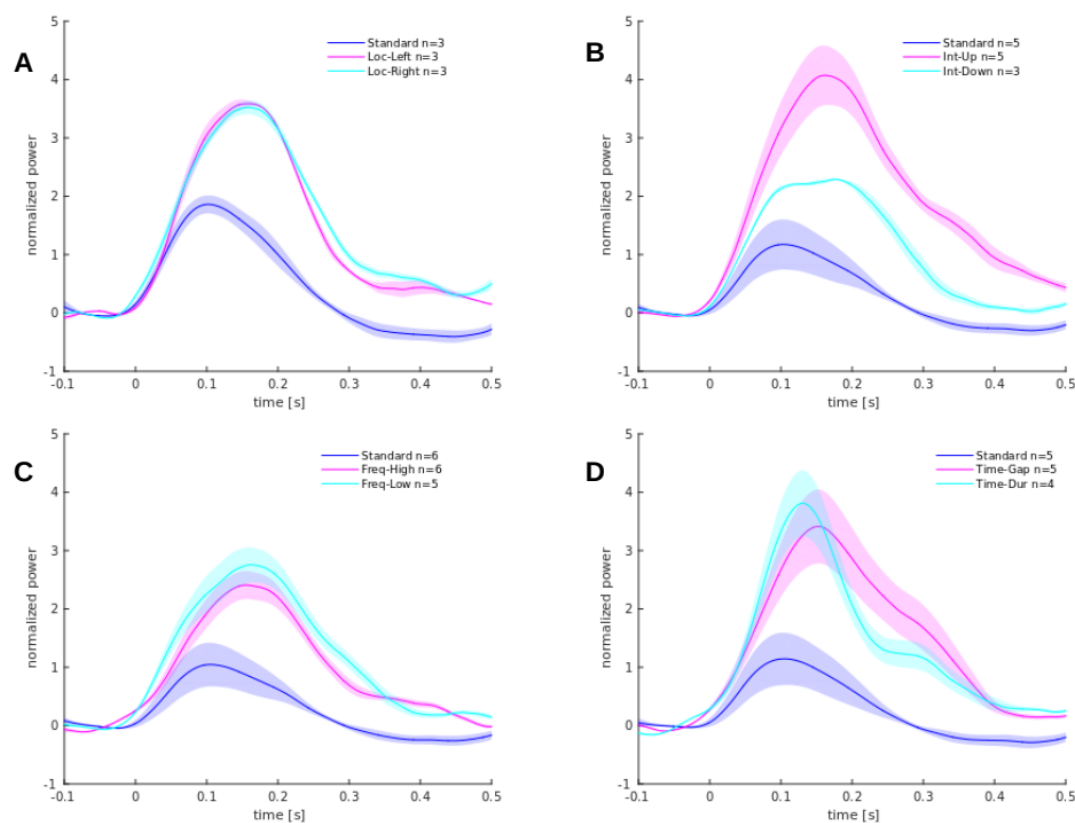 A
5
4
3
2
1
0
-1
normalized power
Standard n=3
Loc-Left n=3
Loc-Right n=3
-0.1 0 0.1 0.2 0.3 0.4 0.5
time [s]
B
5
4
3
2
1
0
-1
normalized power
Standard n=5
Int-Up n=5
Int-Down n=3
-0.1 0 0.1 0.2 0.3 0.4 0.5
time [s]
C
5
4
3
2
1
0
-1
normalized power
Standard n=6
Freq-High n=6
Freq-Low n=5
-0.1 0 0.1 0.2 0.3 0.4 0.5
time [s]
D
5
4
3
2
1
0
-1
normalized power
Standard n=5
Time-Gap n=5
Time-Dur n=4
-0.1 0 0.1 0.2 0.3 0.4 0.5
time [s]